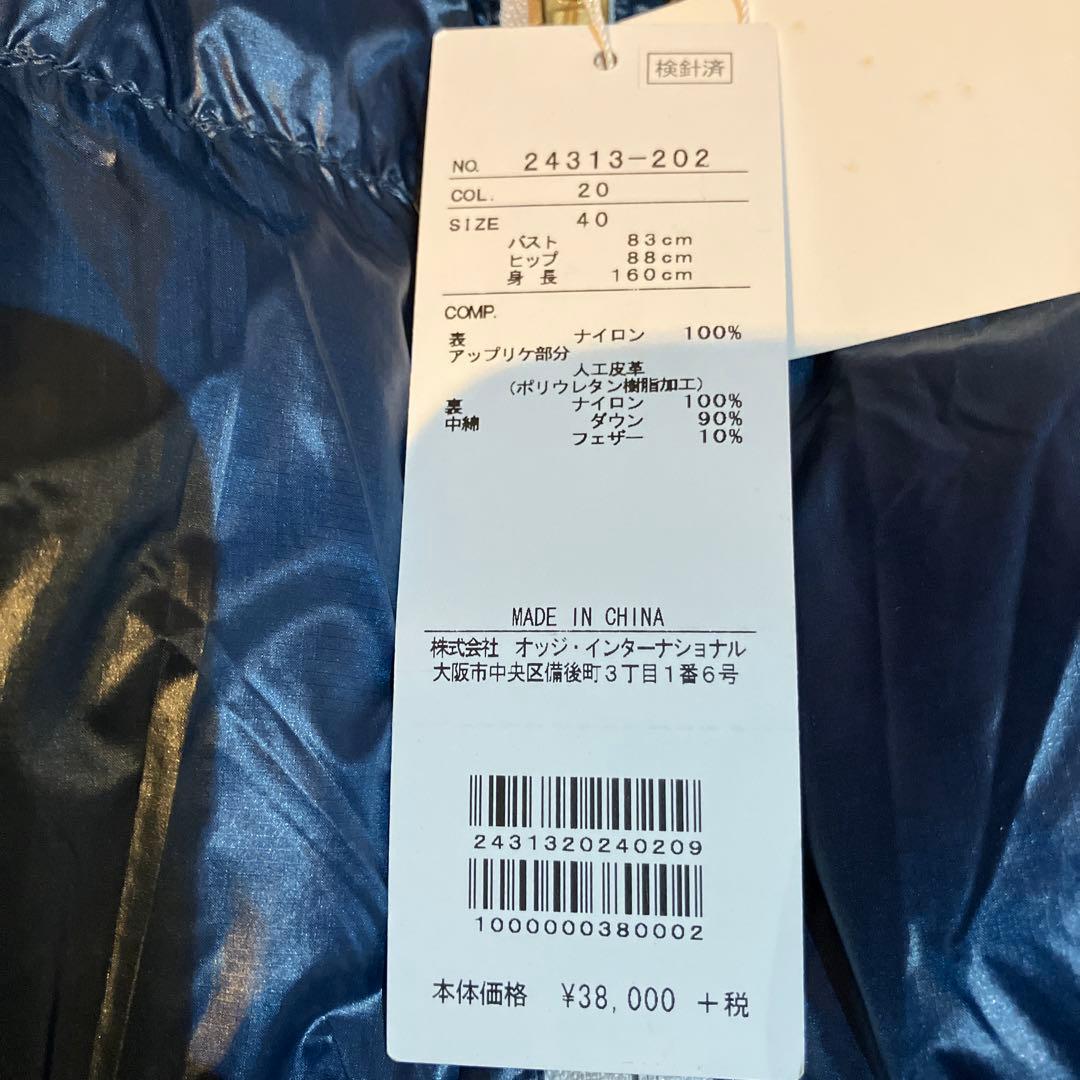 検針済
NO. 24313-202
COL. 20
SIZE 40
バスト 83cm
ヒップ 88cm
身長 160cm
COMP.
表 ナイロン 100%
アップリケ部分
人工皮革
(ポリウレタン樹脂加工)
裏 ナイロン 100%
中綿 ダウン 90%
フェザー 10%
MADE IN CHINA
株式会社 オッジ・インターナショナル
大阪市中央区備後町3丁目1番6号
2431320240209
1000000380002
本体価格 ¥38,000 +税